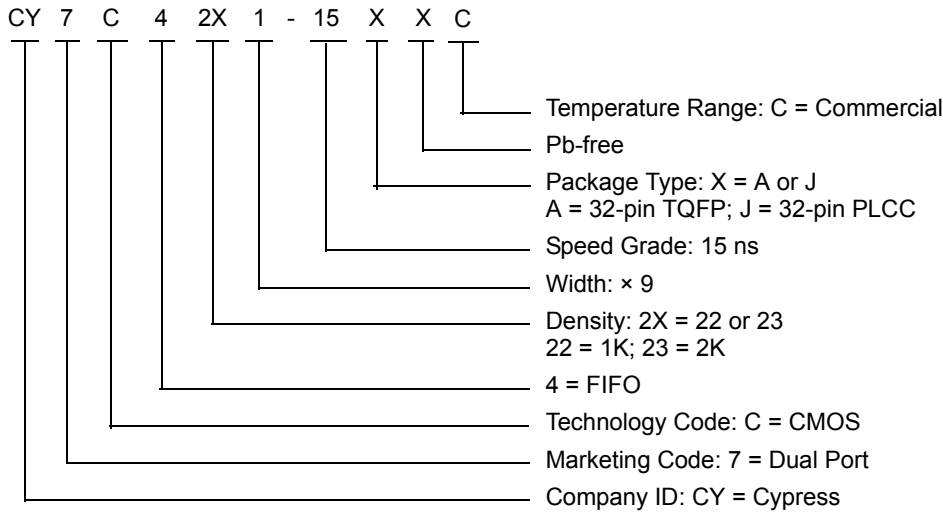 CY 7 C 4 2X 1 - 15 X X C
Temperature Range: C = Commercial
Pb-free
Package Type: X = A or J
A = 32-pin TQFP; J = 32-pin PLCC
Speed Grade: 15 ns
Width: × 9
Density: 2X = 22 or 23
22 = 1K; 23 = 2K
4 = FIFO
Technology Code: C = CMOS
Marketing Code: 7 = Dual Port
Company ID: CY = Cypress